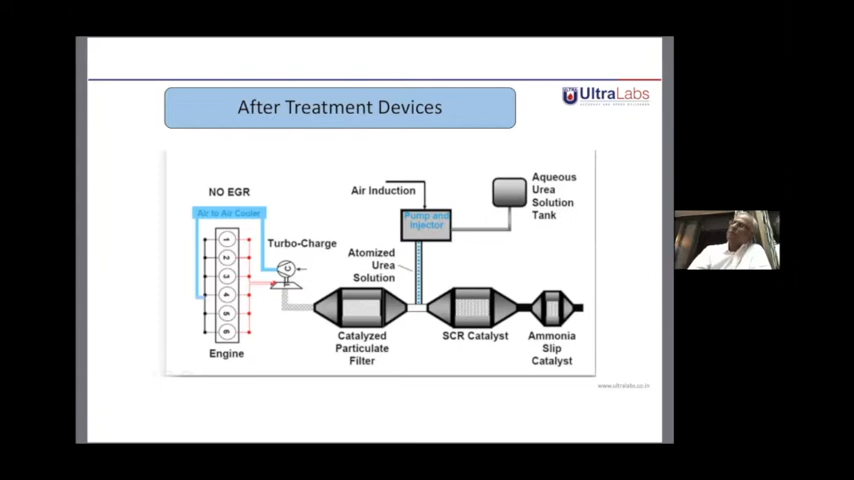 After Treatment Devices
UltraLabs
NO EGR
Air to Air Cooler
Turbo-Charge
1
2
3
4
5
6
Engine
Air Induction
Pump and
Injector
Aqueous
Urea
Solution
Tank
Atomized
Urea
Solution
C
Catalyzed
Particulate
Filter
SCR Catalyst
Ammonia
Slip
Catalyst
www.ultralabs.co.in